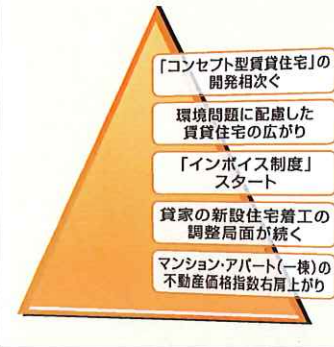 「コンセプト型賃貸住宅」の
開発相次ぐ
環境問題に配慮した
賃貸住宅の広がり
「インボイス制度」
スタート
貸家の新設住宅着工の
調整局面が続く
マンション・アパート(一棟)の
不動産価格指数右肩上がり